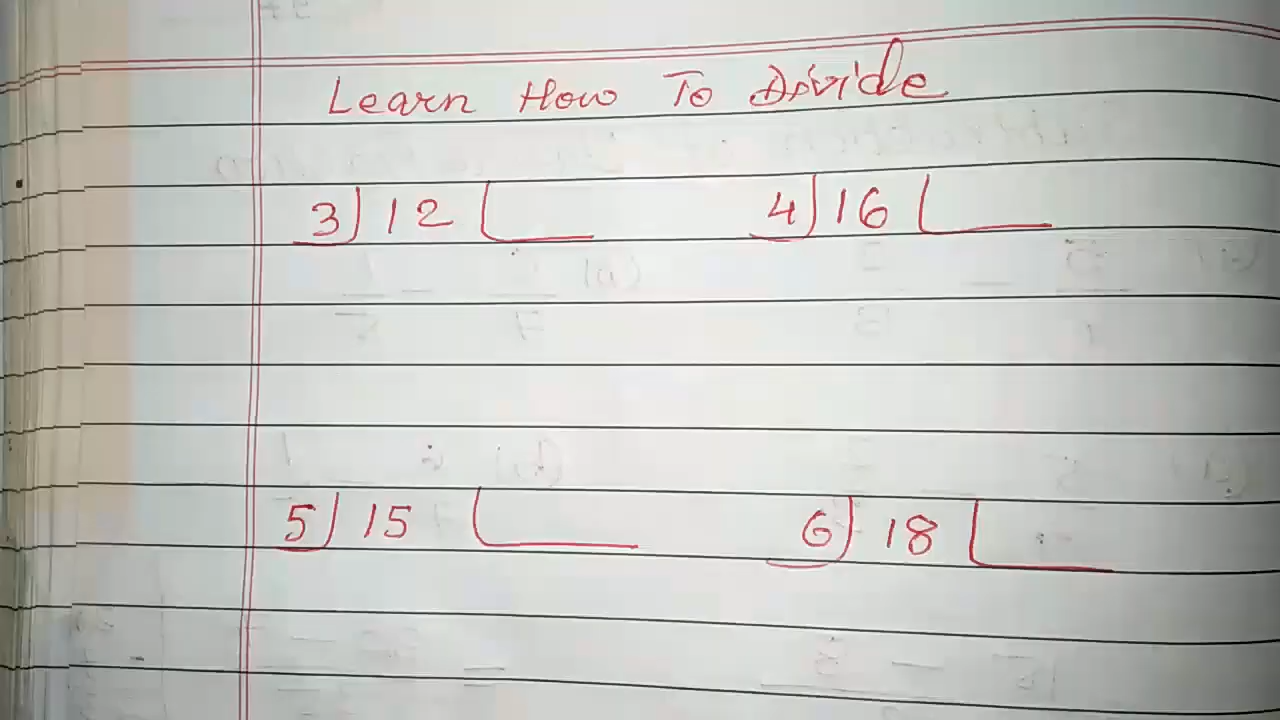 Learn How To Divide
3) 12 (
4) 16 (
5) 15 (
6) 18 (